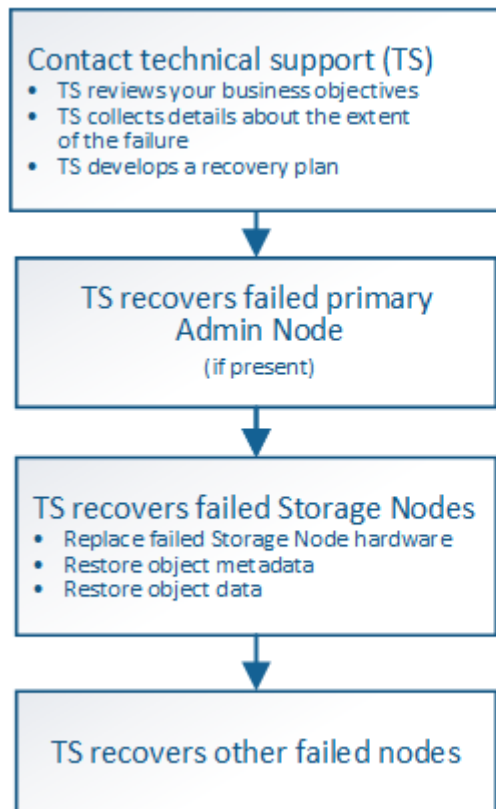 Contact technical support (TS)
• TS reviews your business objectives
• TS collects details about the extent
of the failure
• TS develops a recovery plan
TS recovers failed primary
Admin Node
(if present)
TS recovers failed Storage Nodes
• Replace failed Storage Node hardware
• Restore object metadata
• Restore object data
TS recovers other failed nodes